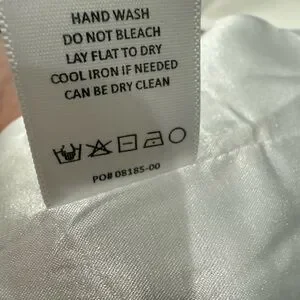 HAND WASH
DO NOT BLEACH
LAY FLAT TO DRY
COOL IRON IF NEEDED
CAN BE DRY CLEAN
PO# 08185-00